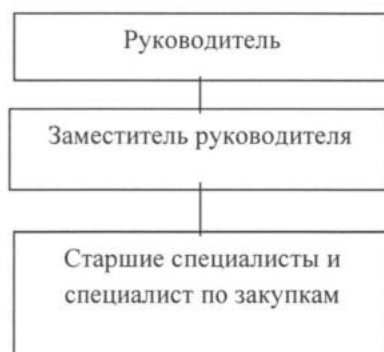 Руководитель
Заместитель руководителя
Старшие специалисты и
специалист по закупкам